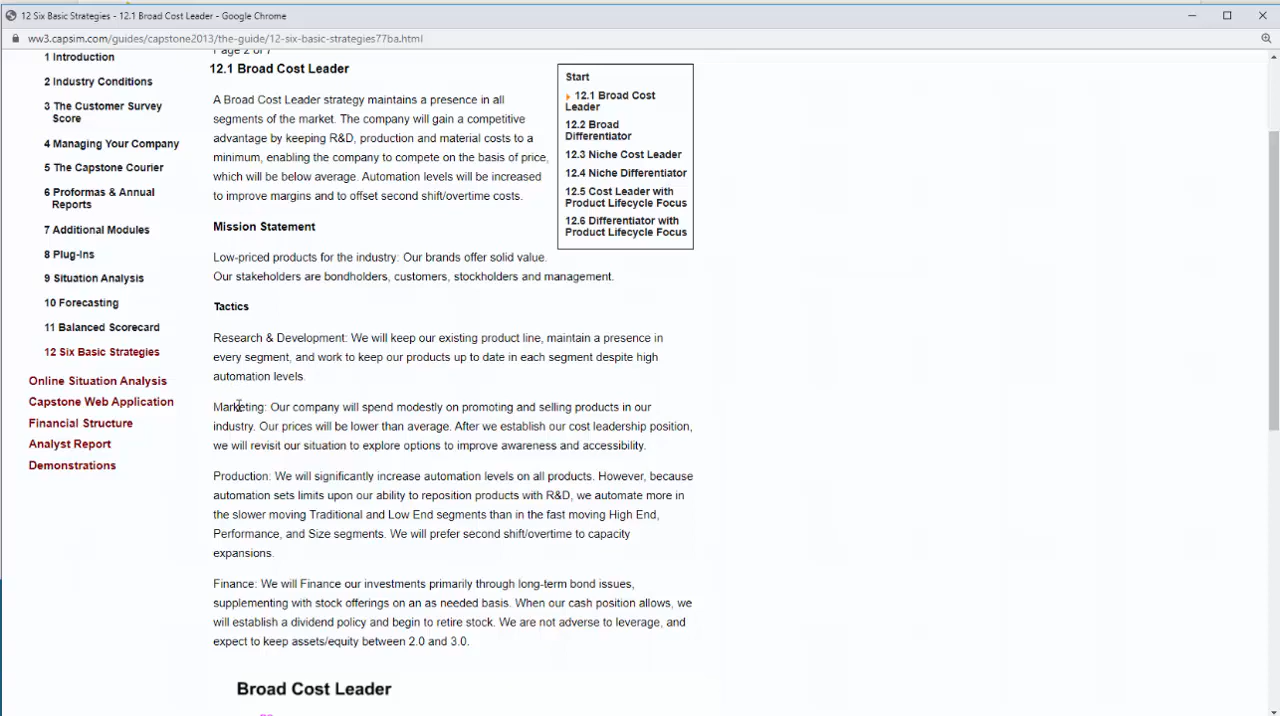 12 Six Basic Strategies - 12.1 Broad Cost Leader - Google Chrome
ww3.capsim.com/guides/capstone2013/the-guide/12-six-basic-strategies77ba.html
1 Introduction
2 Industry Conditions
3 The Customer Survey
Score
4 Managing Your Company
5 The Capstone Courier
6 Proformas & Annual
Reports
7 Additional Modules
8 Plug-Ins
9 Situation Analysis
10 Forecasting
11 Balanced Scorecard
12 Six Basic Strategies
Online Situation Analysis
Capstone Web Application
Financial Structure
Analyst Report
Demonstrations
Page 2 of 7
12.1 Broad Cost Leader
A Broad Cost Leader strategy maintains a presence in all
segments of the market. The company will gain a competitive
advantage by keeping R&D, production and material costs to a
minimum, enabling the company to compete on the basis of price,
which will be below average. Automation levels will be increased
to improve margins and to offset second shift/overtime costs.
Start
12.1 Broad Cost
Leader
12.2 Broad
Differentiator
12.3 Niche Cost Leader
12.4 Niche Differentiator
12.5 Cost Leader with
Product Lifecycle Focus
12.6 Differentiator with
Product Lifecycle Focus
Mission Statement
Low-priced products for the industry: Our brands offer solid value.
Our stakeholders are bondholders, customers, stockholders and management.
Tactics
Research & Development: We will keep our existing product line, maintain a presence in
every segment, and work to keep our products up to date in each segment despite high
automation levels.
Marketing: Our company will spend modestly on promoting and selling products in our
industry. Our prices will be lower than average. After we establish our cost leadership position,
we will revisit our situation to explore options to improve awareness and accessibility.
Production: We will significantly increase automation levels on all products. However, because
automation sets limits upon our ability to reposition products with R&D, we automate more in
the slower moving Traditional and Low End segments than in the fast moving High End,
Performance, and Size segments. We will prefer second shift/overtime to capacity
expansions.
Finance: We will Finance our investments primarily through long-term bond issues,
supplementing with stock offerings on an as needed basis. When our cash position allows, we
will establish a dividend policy and begin to retire stock. We are not adverse to leverage, and
expect to keep assets/equity between 2.0 and 3.0.
Broad Cost Leader